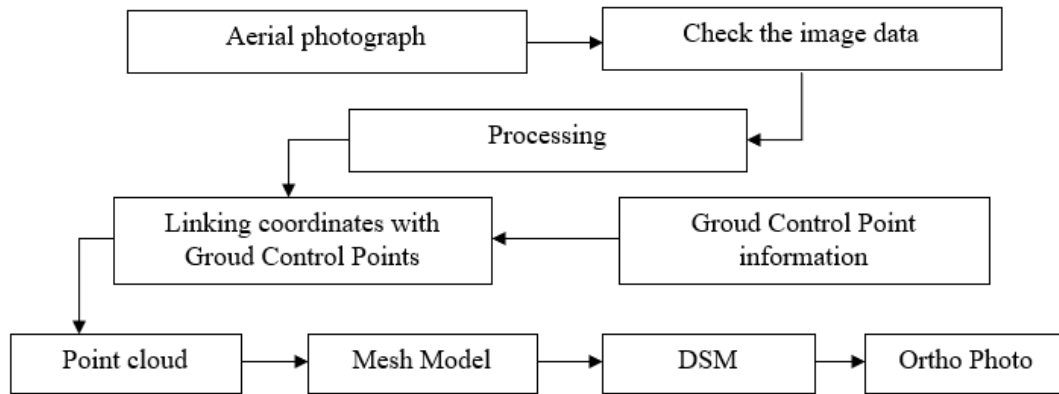 Aerial photograph
Check the image data
Processing
Linking coordinates with
Groud Control Points
Groud Control Point
information
Point cloud
Mesh Model
DSM
Ortho Photo